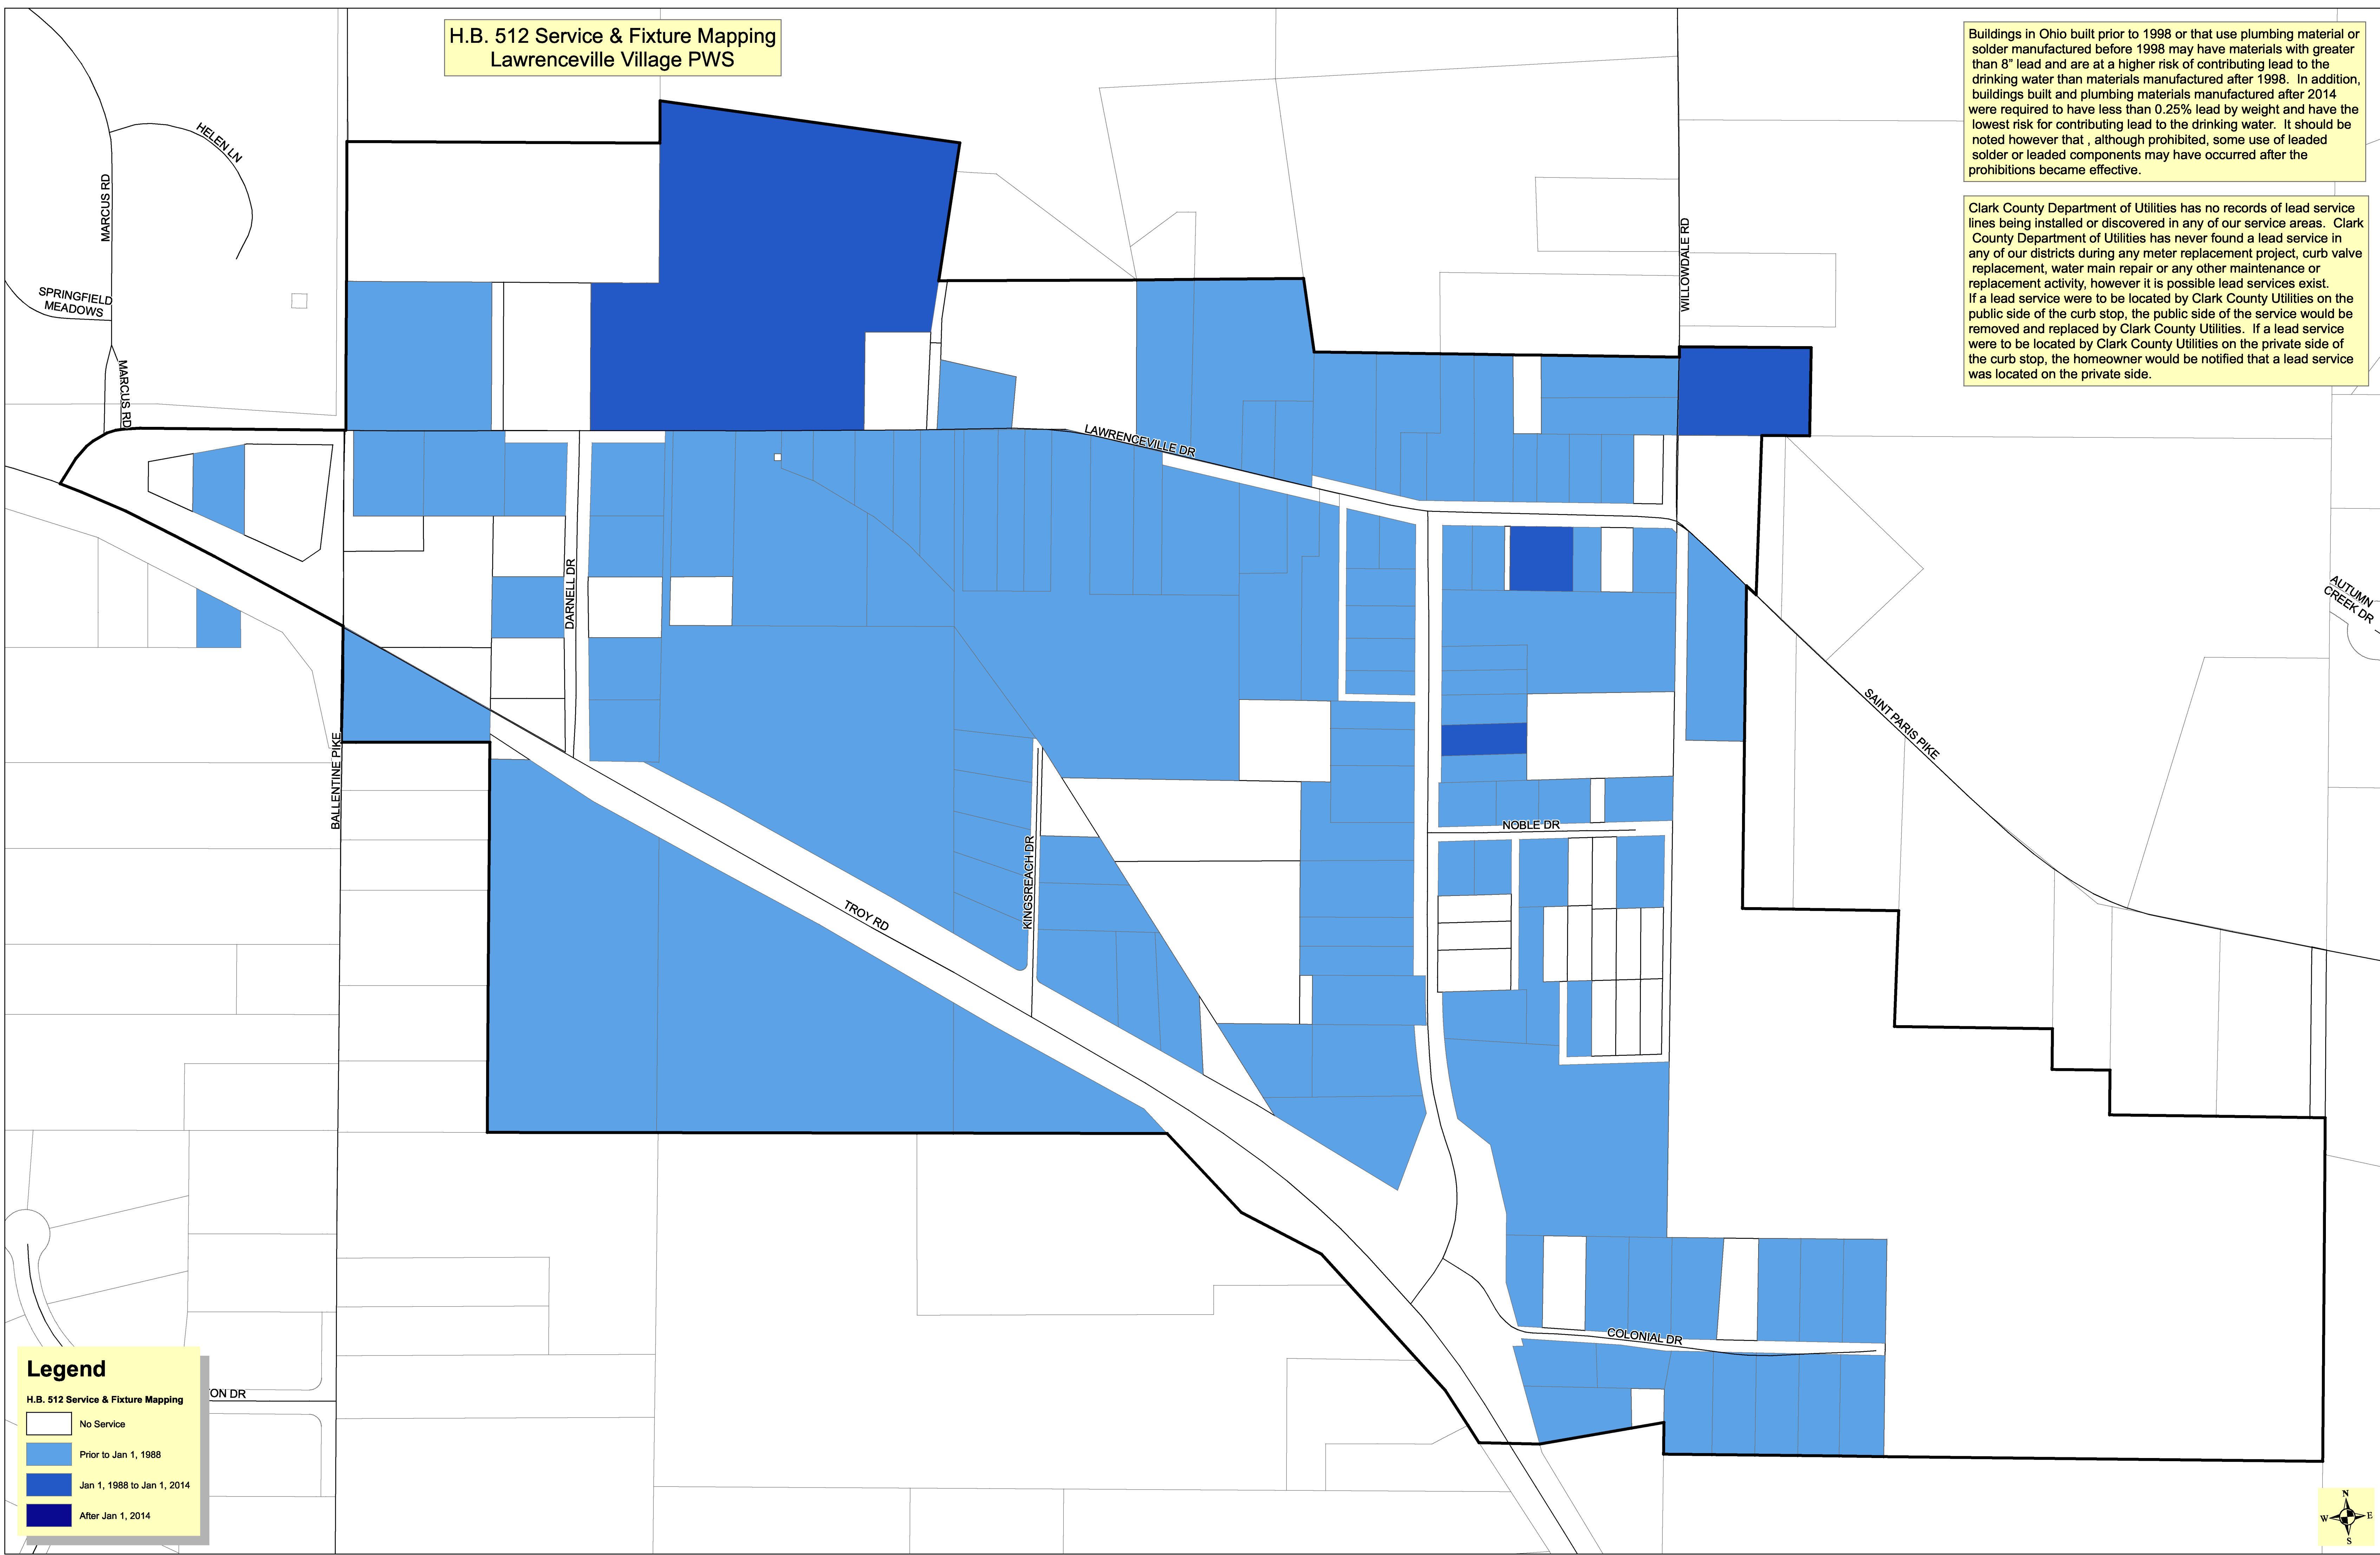 H.B. 512 Service & Fixture Mapping
Lawrenceville Village PWS
Buildings in Ohio built prior to 1998 or that use plumbing material or
solder manufactured before 1998 may have materials with greater
than 8” lead and are at a higher risk of contributing lead to the
drinking water than materials manufactured after 1998. In addition,
buildings built and plumbing materials manufactured after 2014
were required to have less than 0.25% lead by weight and have the
lowest risk for contributing lead to the drinking water. It should be
noted however that , although prohibited, some use of leaded
solder or leaded components may have occurred after the
prohibitions became effective.
Clark County Department of Utilities has no records of lead service
lines being installed or discovered in any of our service areas. Clark
County Department of Utilities has never found a lead service in
any of our districts during any meter replacement project, curb valve
replacement, water main repair or any other maintenance or
replacement activity, however it is possible lead services exist.
If a lead service were to be located by Clark County Utilities on the
public side of the curb stop, the public side of the service would be
removed and replaced by Clark County Utilities. If a lead service
were to be located by Clark County Utilities on the private side of
the curb stop, the homeowner would be notified that a lead service
was located on the private side.
HELEN LN
MARCUS RD
SPRINGFIELD
MEADOWS
MARCUS RD
WILLOWDALE RD
LAWRENCEVILLE DR
DARNELL DR
AUTUMN
CREEK DR
SAINT PARIS PIKE
BALLENTINE PIKE
NOBLE DR
KINGSREACH DR
TROY RD
COLONIAL DR
TON DR
Legend
H.B. 512 Service & Fixture Mapping
No Service
Prior to Jan 1, 1988
Jan 1, 1988 to Jan 1, 2014
After Jan 1, 2014
N
W E
S